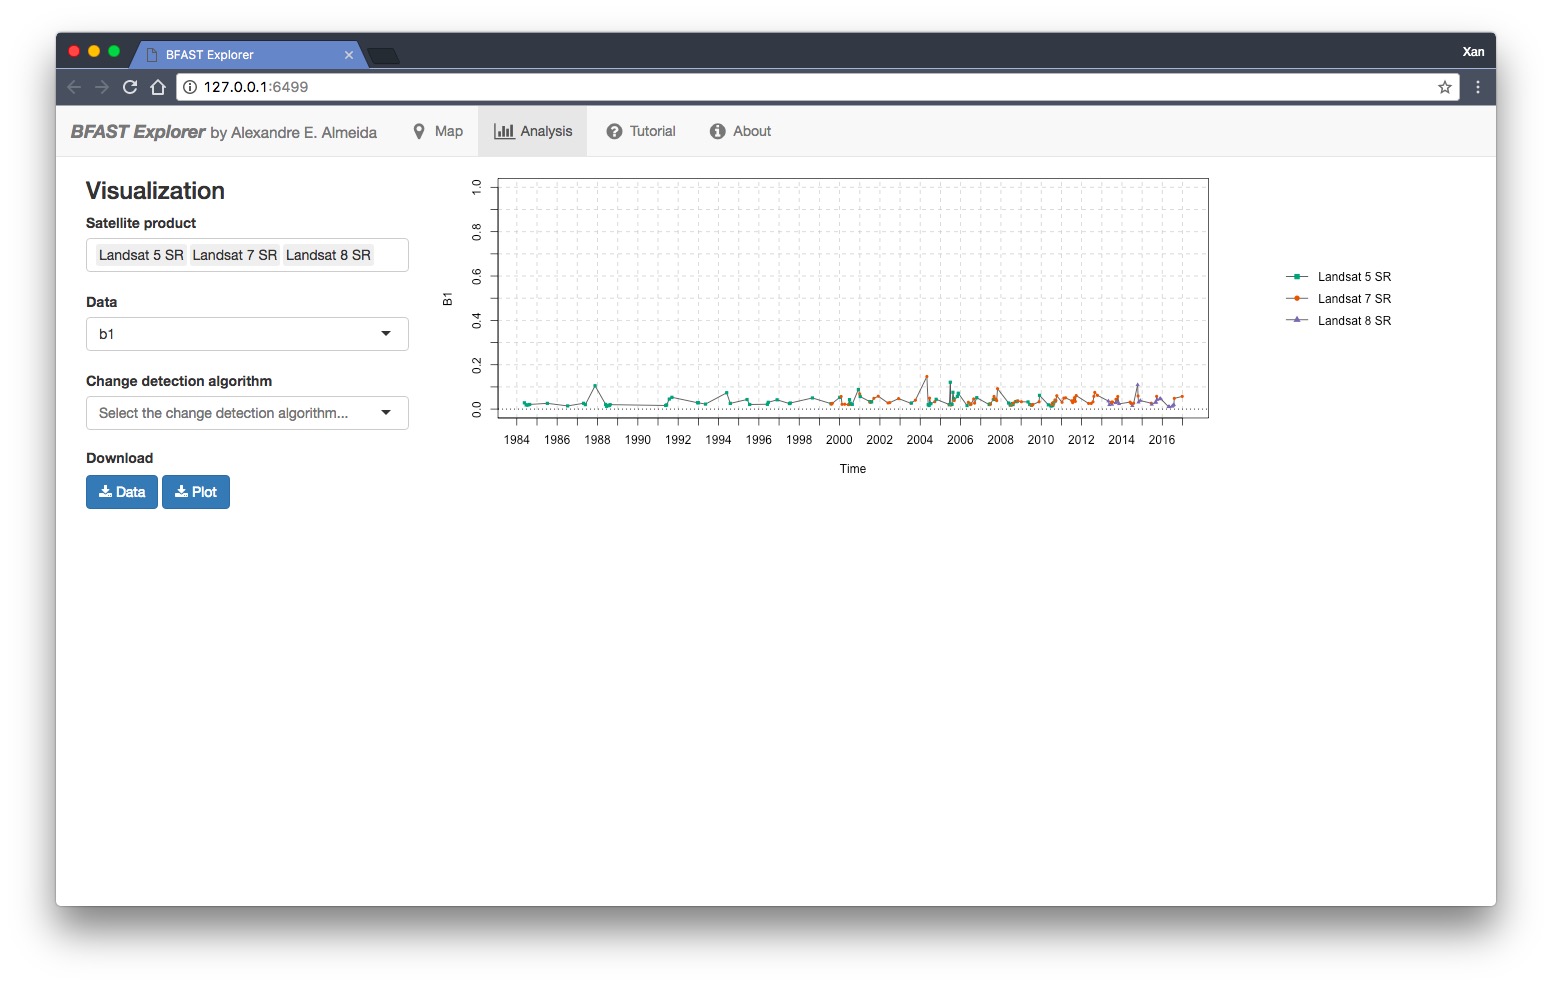 BFAST Explorer
Xan
127.0.0.1:6499
BFAST Explorer by Alexandre E. Almeida Map Analysis Tutorial About
Visualization
Satellite product
Landsat 5 SR Landsat 7 SR Landsat 8 SR
Data
b1
Change detection algorithm
Select the change detection algorithm...
Download
Data Plot
B1
1.0
0.8
0.6
0.4
0.2
0.0
1984 1986 1988 1990 1992 1994 1996 1998 2000 2002 2004 2006 2008 2010 2012 2014 2016
Time
Landsat 5 SR
Landsat 7 SR
Landsat 8 SR